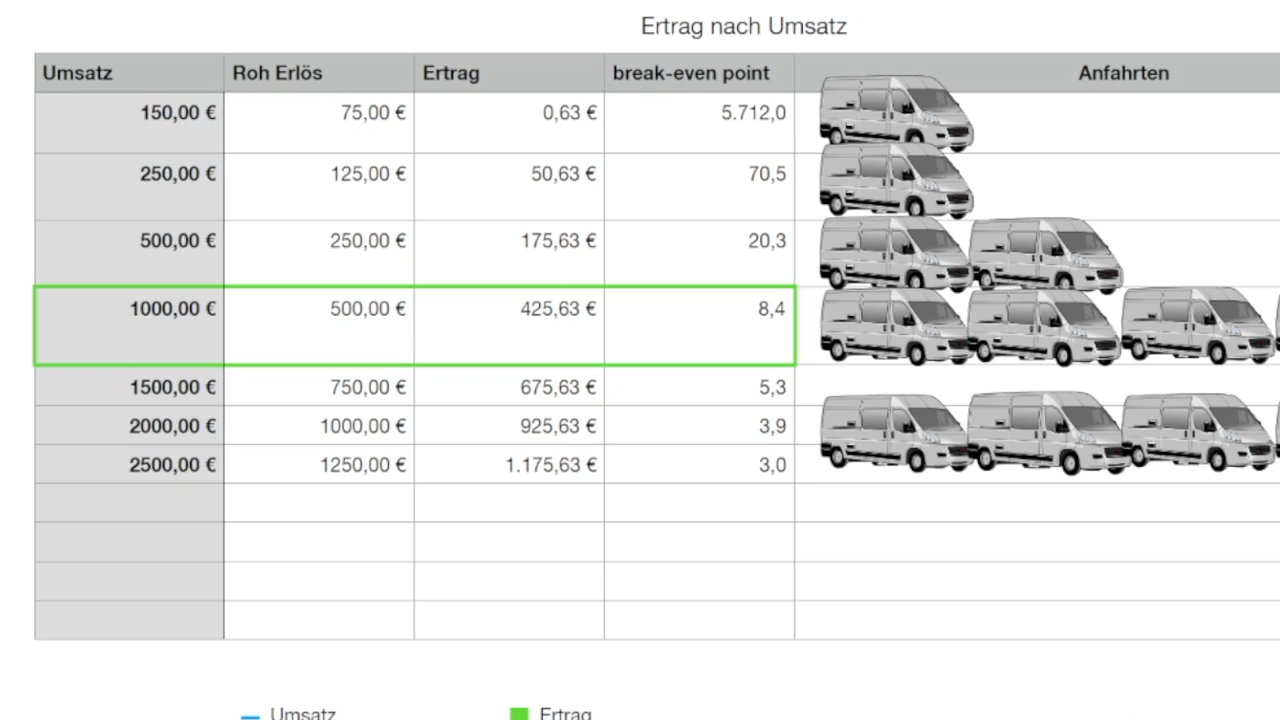 Ertrag nach Umsatz
Umsatz Roh Erlös Ertrag break-even point Anfahrten
150,00 € 75,00 € 0,63 € 5.712,0
250,00 € 125,00 € 50,63 € 70,5
500,00 € 250,00 € 175,63 € 20,3
1000,00 € 500,00 € 425,63 € 8,4
1500,00 € 750,00 € 675,63 € 5,3
2000,00 € 1000,00 € 925,63 € 3,9
2500,00 € 1250,00 € 1.175,63 € 3,0
Umsatz Ertrag